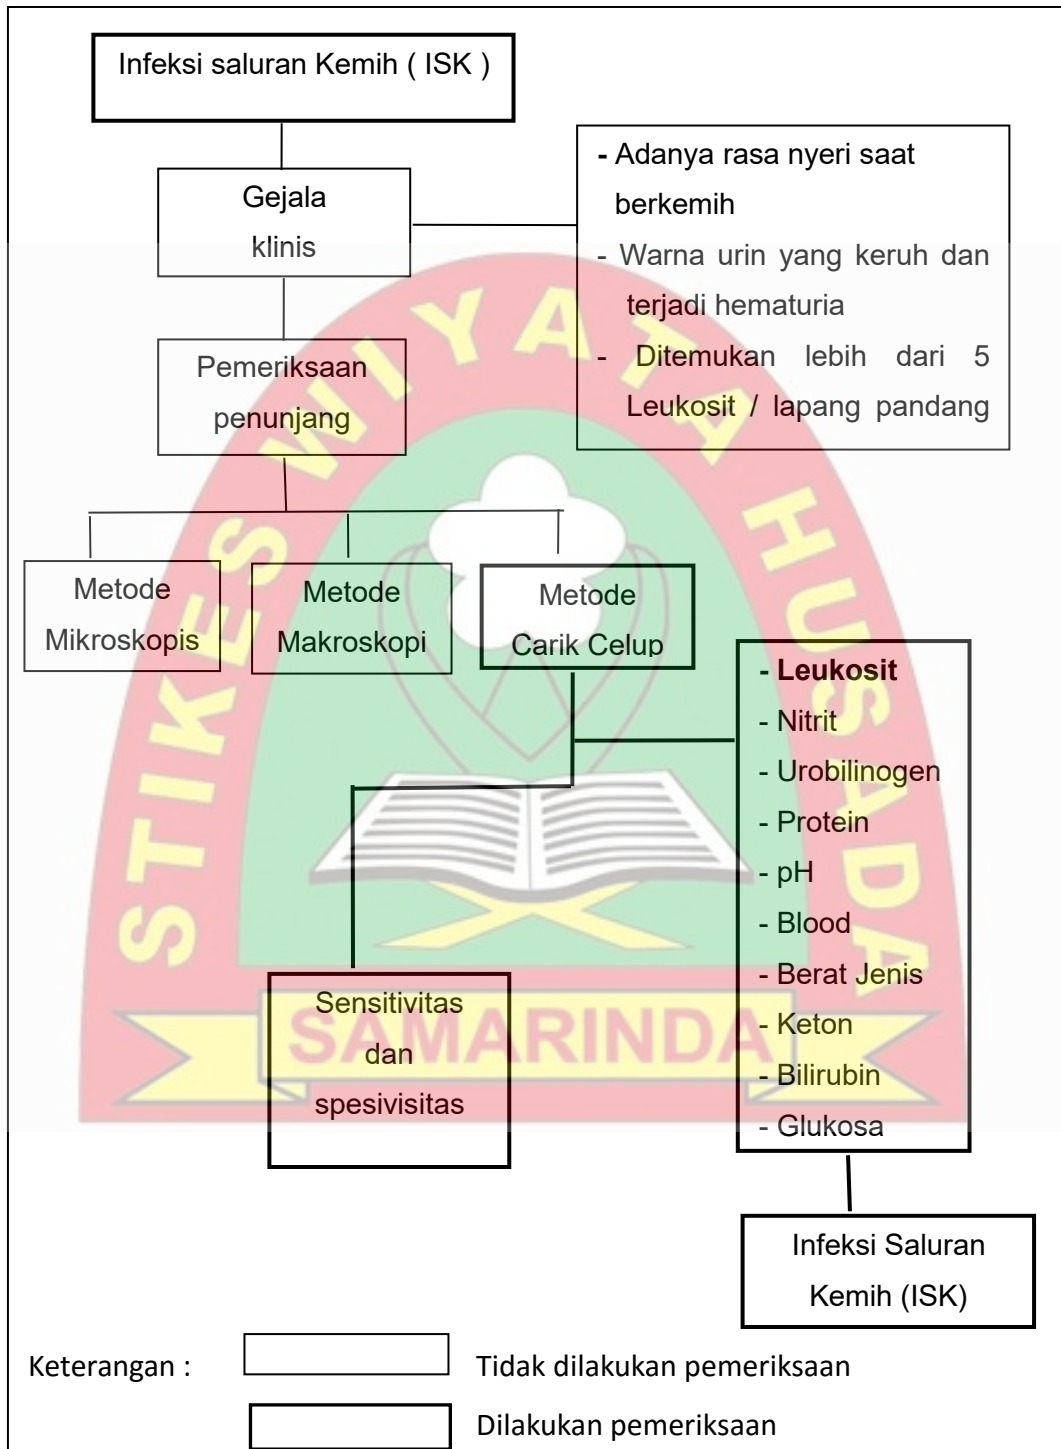 Infeksi saluran Kemih ( ISK )
Gejala
klinis
- Adanya rasa nyeri saat
berkemih
- Warna urin yang keruh dan
terjadi hematuria
- Ditemukan lebih dari 5
Leukosit / lapang pandang
Pemeriksaan
penunjang
Metode
Mikroskopis
Metode
Makroskopi
Metode
Carik Celup
- Leukosit
- Nitrit
- Urobilinogen
- Protein
- pH
- Blood
- Berat Jenis
- Keton
- Bilirubin
- Glukosa
Sensitivitas
dan
spesivisitas
Infeksi Saluran
Kemih (ISK)
Keterangan :
Tidak dilakukan pemeriksaan
Dilakukan pemeriksaan
STIKES WIYATA HUSADA
SAMARINDA